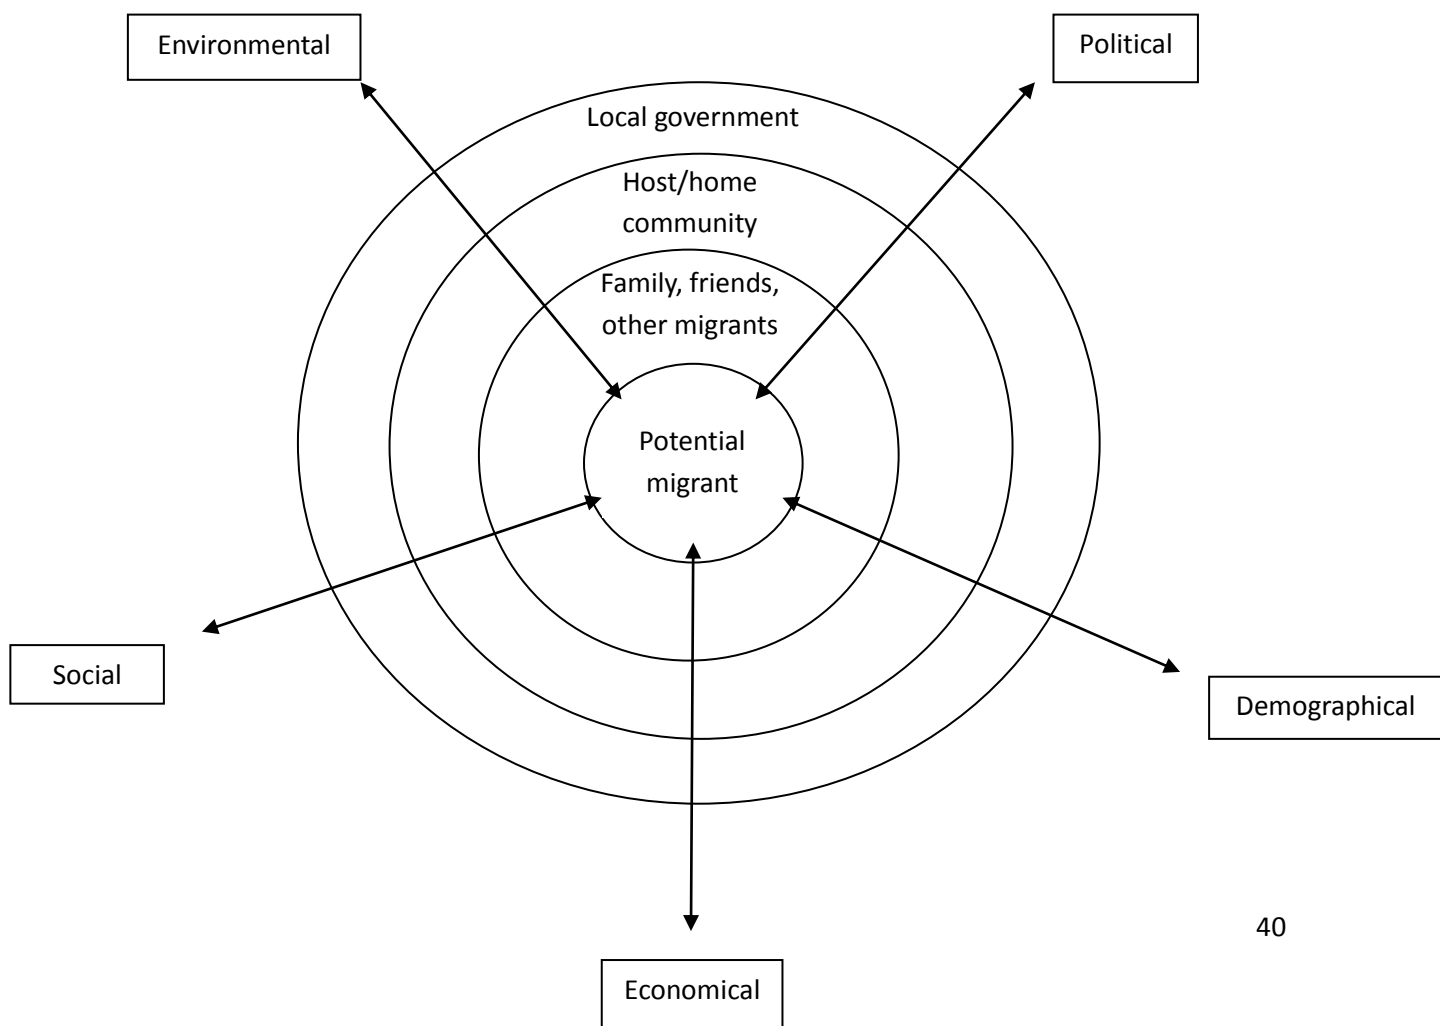 Environmental
Political
Local government
Host/home
community
Family, friends,
other migrants
Potential
migrant
Social
Demographical
40
Economical